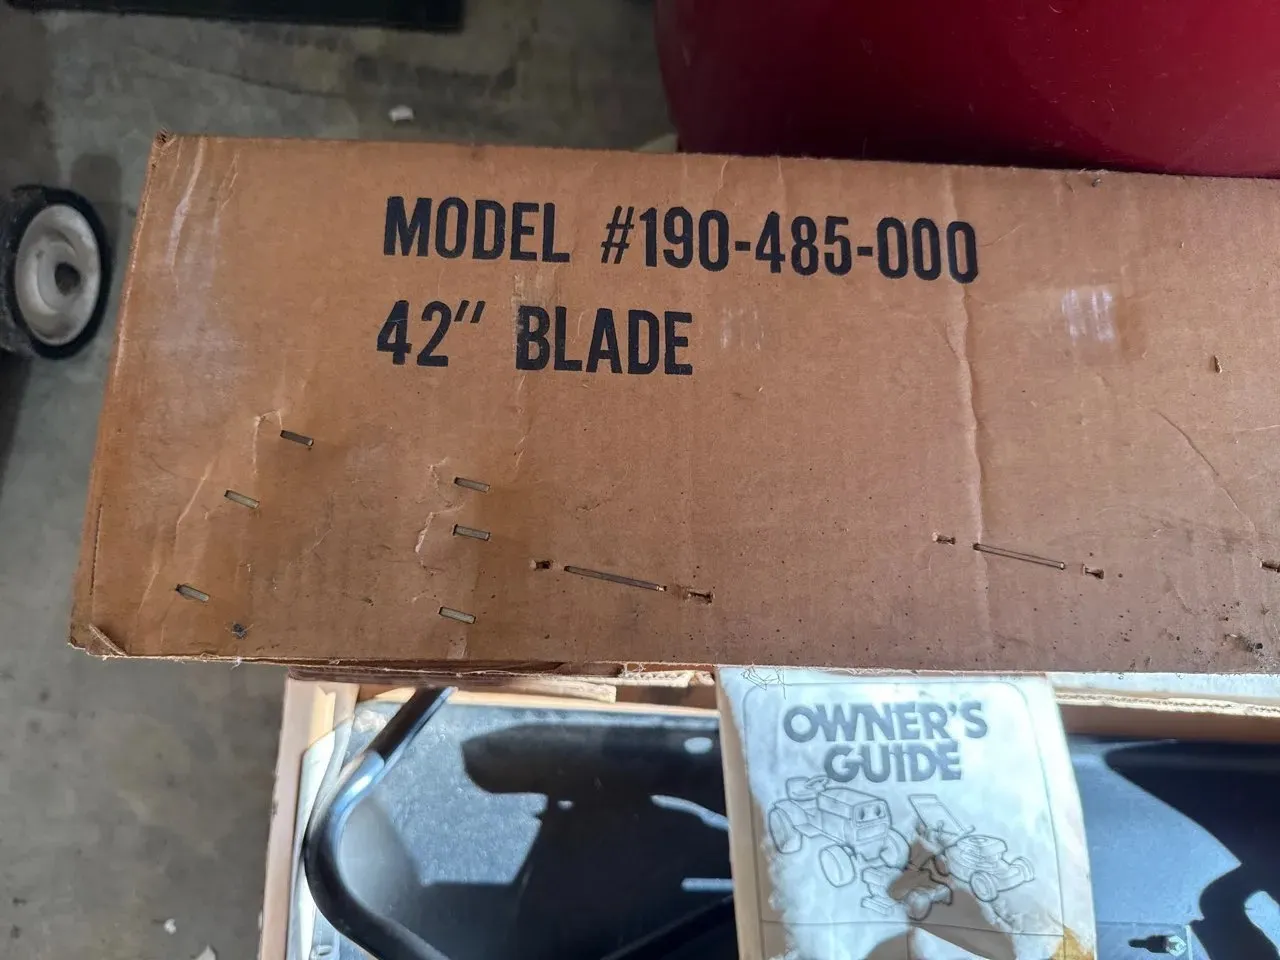 MODEL #190-485-000
42" BLADE
OWNER'S
GUIDE